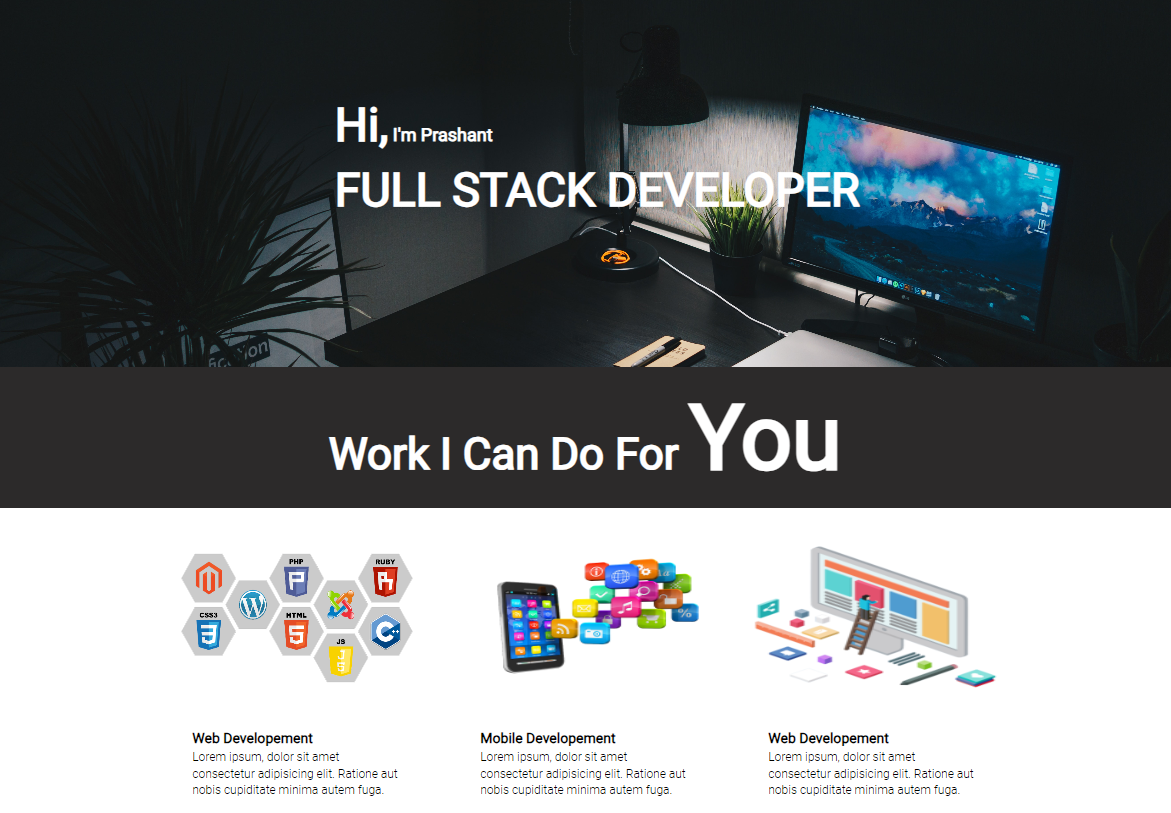 Hi, I'm Prashant
FULL STACK DEVELOPER
Work I Can Do For You
PHP
RUBY
CSS3
HTML
JS
Web Developement
Lorem ipsum, dolor sit amet
consectetur adipisicing elit. Ratione aut
nobis cupiditate minima autem fuga.
Mobile Developement
Lorem ipsum, dolor sit amet
consectetur adipisicing elit. Ratione aut
nobis cupiditate minima autem fuga.
Web Developement
Lorem ipsum, dolor sit amet
consectetur adipisicing elit. Ratione aut
nobis cupiditate minima autem fuga.